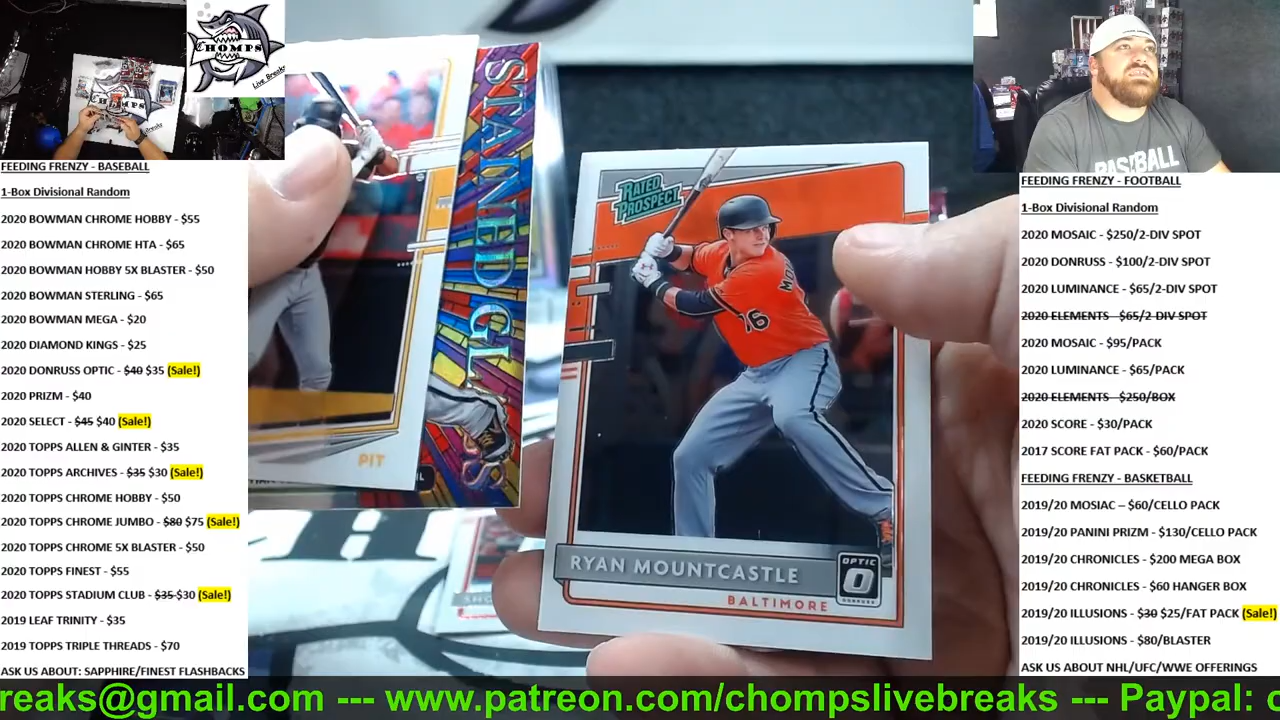 CHOMPS
Live Breaks
FEEDING FRENZY - BASEBALL
1-Box Divisional Random
2020 BOWMAN CHROME HOBBY - $55
2020 BOWMAN CHROME HTA - $65
2020 BOWMAN HOBBY 5X BLASTER - $50
2020 BOWMAN STERLING - $65
2020 BOWMAN MEGA - $20
2020 DIAMOND KINGS - $25
2020 DONRUSS OPTIC - $40 $35 (Sale!)
2020 PRIZM - $40
2020 SELECT - $45 $40 (Sale!)
2020 TOPPS ALLEN & GINTER - $35
2020 TOPPS ARCHIVES - $35 $30 (Sale!)
2020 TOPPS CHROME HOBBY - $50
2020 TOPPS CHROME JUMBO - $80 $75 (Sale!)
2020 TOPPS CHROME 5X BLASTER - $50
2020 TOPPS FINEST - $55
2020 TOPPS STADIUM CLUB - $35 $30 (Sale!)
2019 LEAF TRINITY - $35
2019 TOPPS TRIPLE THREADS - $70
ASK US ABOUT: SAPPHIRE/FINEST FLASHBACKS
STAINED GL
PIT
RATED
PROSPECT
MO
16
RYAN MOUNTCASTLE
BALTIMORE
OPTIC
DONRUSS
BASEBALL
FEEDING FRENZY - FOOTBALL
1-Box Divisional Random
2020 MOSAIC - $250/2-DIV SPOT
2020 DONRUSS - $100/2-DIV SPOT
2020 LUMINANCE - $65/2-DIV SPOT
2020 ELEMENTS - $65/2-DIV SPOT
2020 MOSAIC - $95/PACK
2020 LUMINANCE - $65/PACK
2020 ELEMENTS - $250/BOX
2020 SCORE - $30/PACK
2017 SCORE FAT PACK - $60/PACK
FEEDING FRENZY - BASKETBALL
2019/20 MOSIAC – $60/CELLO PACK
2019/20 PANINI PRIZM - $130/CELLO PACK
2019/20 CHRONICLES - $200 MEGA BOX
2019/20 CHRONICLES - $60 HANGER BOX
2019/20 ILLUSIONS - $30 $25/FAT PACK (Sale!)
2019/20 ILLUSIONS - $80/BLASTER
ASK US ABOUT NHL/UFC/WWE OFFERINGS
reaks@gmail.com --- www.patreon.com/chompslivebreaks --- Paypal: c